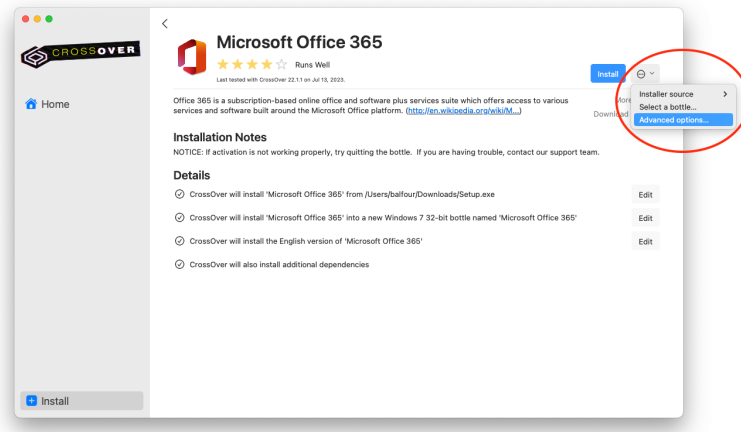 CROSSOVER
Home
Install
Microsoft Office 365
Runs Well
Last tested with CrossOver 22.1.1 on Jul 13, 2023.
Install
Installer source
Select a bottle...
Advanced options...
More
Download
Office 365 is a subscription-based online office and software plus services suite which offers access to various
services and software built around the Microsoft Office platform. (http://en.wikipedia.org/wiki/M...)
Installation Notes
NOTICE: If activation is not working properly, try quitting the bottle. If you are having trouble, contact our support team.
Details
CrossOver will install 'Microsoft Office 365' from /Users/balfour/Downloads/Setup.exe
Edit
CrossOver will install 'Microsoft Office 365' into a new Windows 7 32-bit bottle named 'Microsoft Office 365'
Edit
CrossOver will install the English version of 'Microsoft Office 365'
Edit
CrossOver will also install additional dependencies